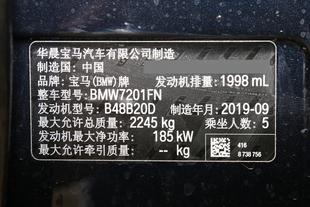 华晨宝马汽车有限公司制造
制造国：中国
品牌：宝马(BMW)牌 发动机排量：1998 mL
整车型号：BMW7201FN
发动机型号：B48B20D 制造年月：2019-09
最大允许总质量：2245 kg 乘坐人数：5
发动机最大净功率：185 kW
最大允许牵引质量：-- kg
416
8 738 756